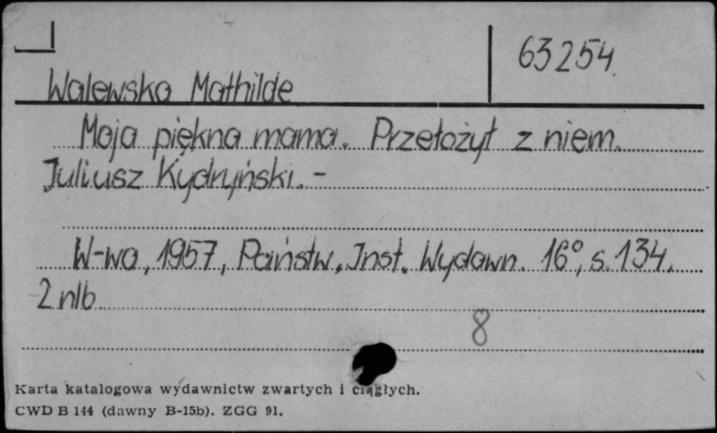 63254.
Walewska Mathilde
Moja piękna mama. Przełożył z niem.
Juliusz Kydryński. -
W-wa, 1957, Państw. Inst. Wydawn. 16°, s. 134.
2 nlb
8
Karta katalogowa wydawnictw zwartych i ciągłych.
CWD B 144 (dawny B-15b). ZGG 91.